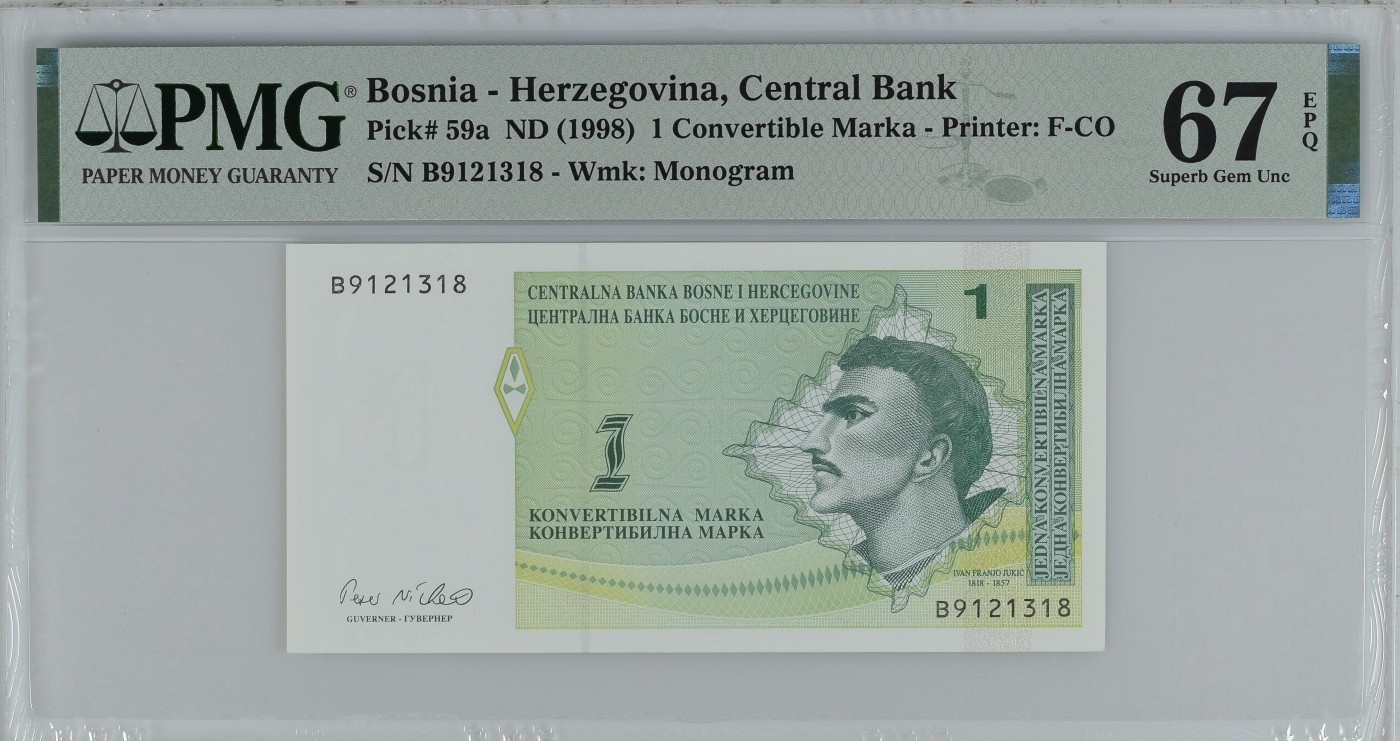 PMG®
PAPER MONEY GUARANTY
Bosnia - Herzegovina, Central Bank
Pick# 59a ND (1998) 1 Convertible Marka - Printer: F-CO
S/N B9121318 - Wmk: Monogram
67
EPQ
Superb Gem Unc
B9121318
CENTRALNA BANKA BOSNE I HERCEGOVINE
ЦЕНТРАЛНА БАНКА БОСНЕ И ХЕРЦЕГОВИНЕ
1
JEDNA KONVERTIBILNA MARKA
ЈЕДНА КОНВЕРТИБИЛНА МАРКА
1
KONVERTIBILNA MARKA
КОНВЕРТИБИЛНА МАРКА
IVAN FRANJO JUKIĆ
1818 - 1857
B9121318
GUVERNER - ГУВЕРНЕР